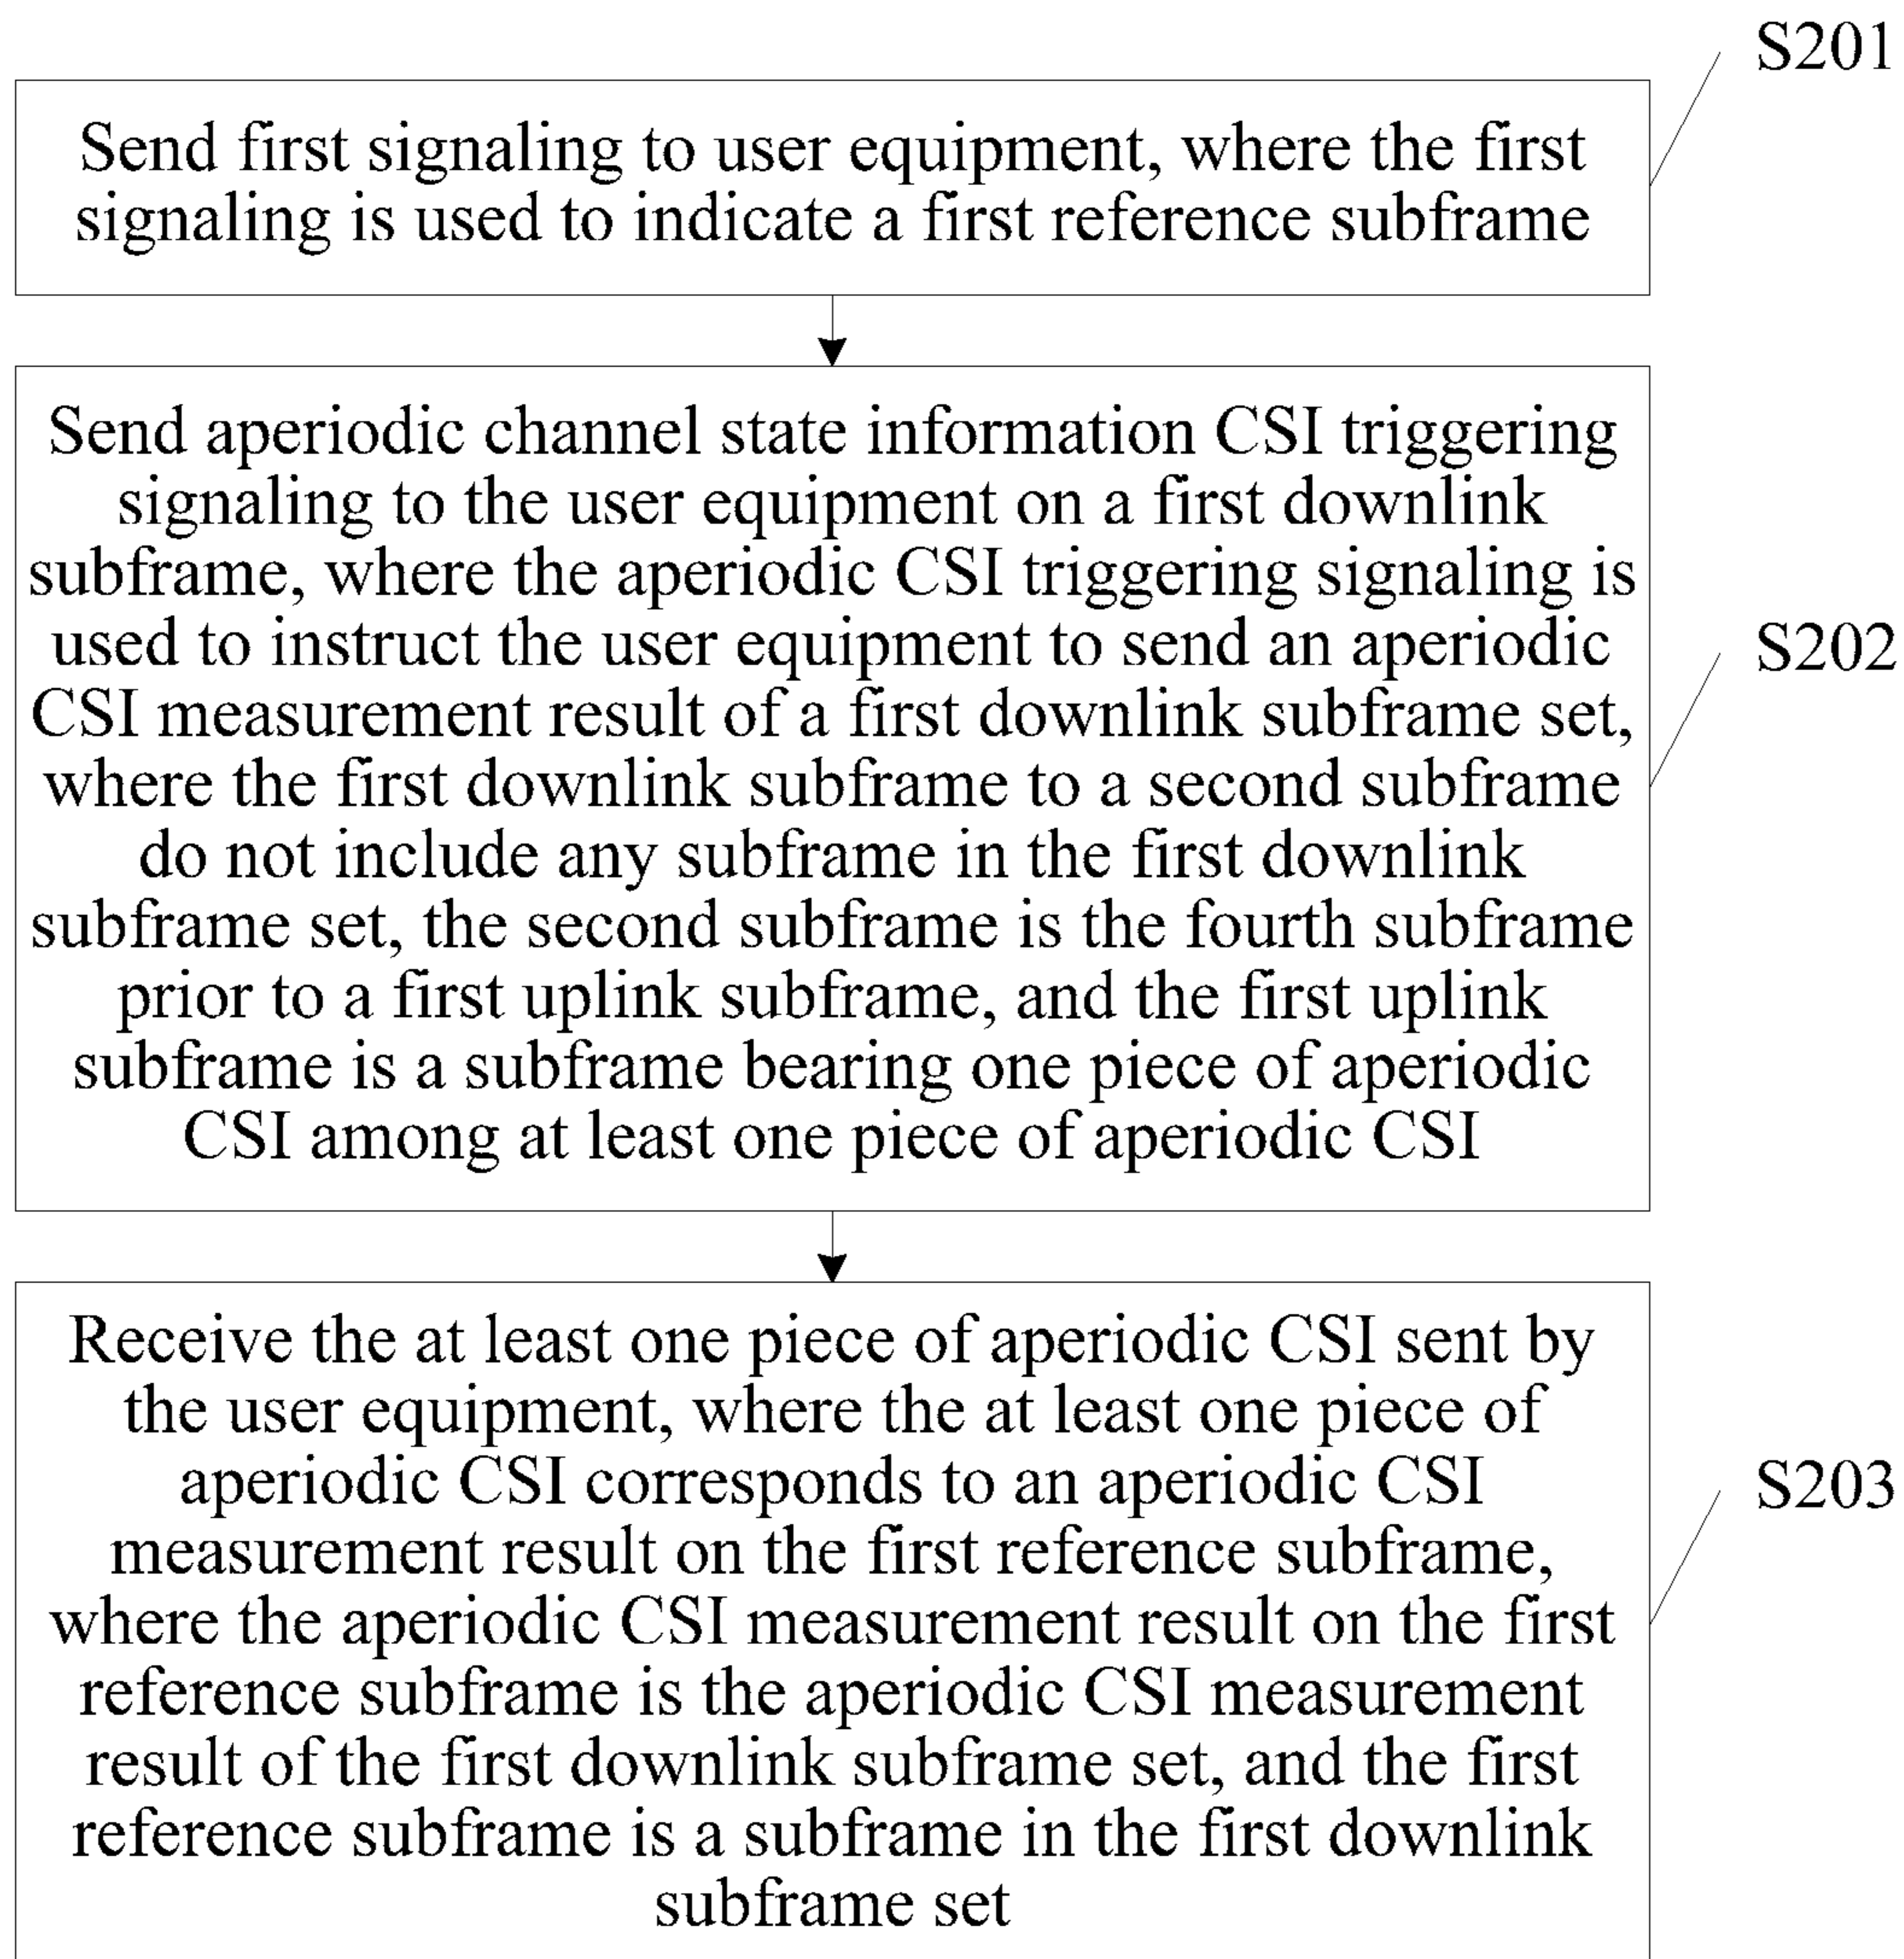 S201
Send first signaling to user equipment, where the first
signaling is used to indicate a first reference subframe
Send aperiodic channel state information CSI triggering
signaling to the user equipment on a first downlink
subframe, where the aperiodic CSI triggering signaling is
used to instruct the user equipment to send an aperiodic
CSI measurement result of a first downlink subframe set,
where the first downlink subframe to a second subframe
do not include any subframe in the first downlink
subframe set, the second subframe is the fourth subframe
prior to a first uplink subframe, and the first uplink
subframe is a subframe bearing one piece of aperiodic
CSI among at least one piece of aperiodic CSI
S202
Receive the at least one piece of aperiodic CSI sent by
the user equipment, where the at least one piece of
aperiodic CSI corresponds to an aperiodic CSI
measurement result on the first reference subframe,
where the aperiodic CSI measurement result on the first
reference subframe is the aperiodic CSI measurement
result of the first downlink subframe set, and the first
reference subframe is a subframe in the first downlink
subframe set
S203